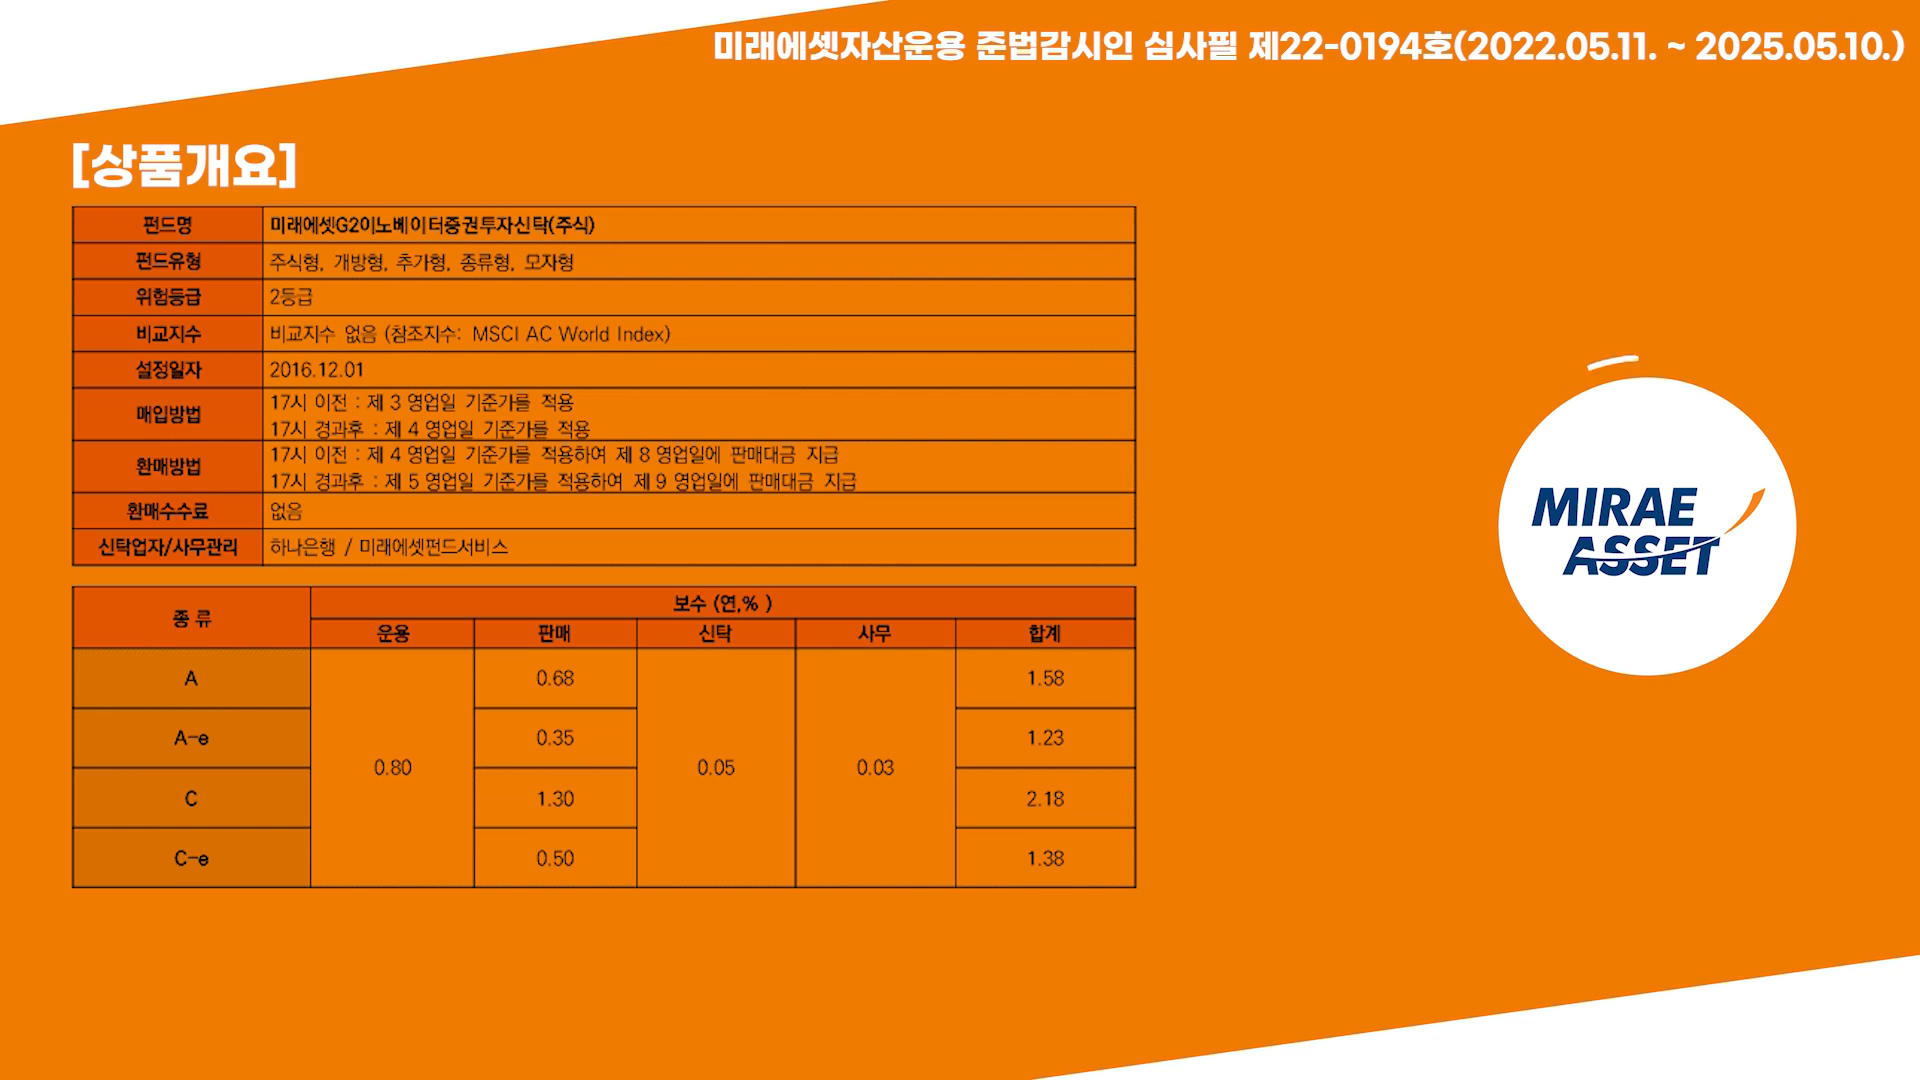 미래에셋자산운용 준법감시인 심사필 제22-0194호(2022.05.11. ~ 2025.05.10.)
[상품개요]
펀드명 미래에셋G2이노베이터증권투자신탁(주식)
펀드유형 주식형, 개방형, 추가형, 종류형, 모자형
위험등급 2등급
비교지수 비교지수 없음 (참조지수: MSCI AC World Index)
설정일자 2016.12.01
매입방법 17시 이전 : 제 3 영업일 기준가를 적용
17시 경과후 : 제 4 영업일 기준가를 적용
환매방법 17시 이전 : 제 4 영업일 기준가를 적용하여 제 8 영업일에 판매대금 지급
17시 경과후 : 제 5 영업일 기준가를 적용하여 제 9 영업일에 판매대금 지급
환매수수료 없음
신탁업자/사무관리 하나은행 / 미래에셋펀드서비스
종 류 보수 (연,% )
운용 판매 신탁 사무 합계
A 0.80 0.68 0.05 0.03 1.58
A-e 0.35 1.23
C 1.30 2.18
C-e 0.50 1.38
MIRAE
ASSET